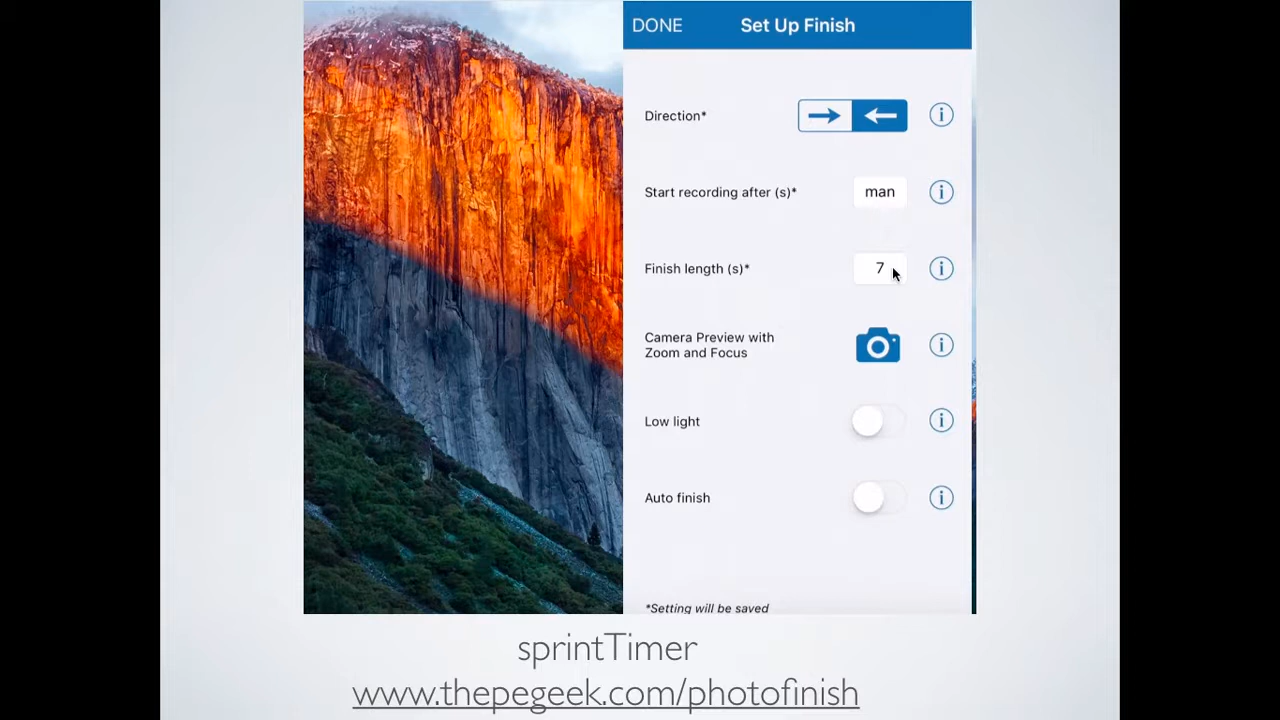 DONE Set Up Finish
Direction*
Start recording after (s)* man
Finish length (s)* 7
Camera Preview with
Zoom and Focus
Low light
Auto finish
*Setting will be saved
sprintTimer
www.thepegeek.com/photofinish